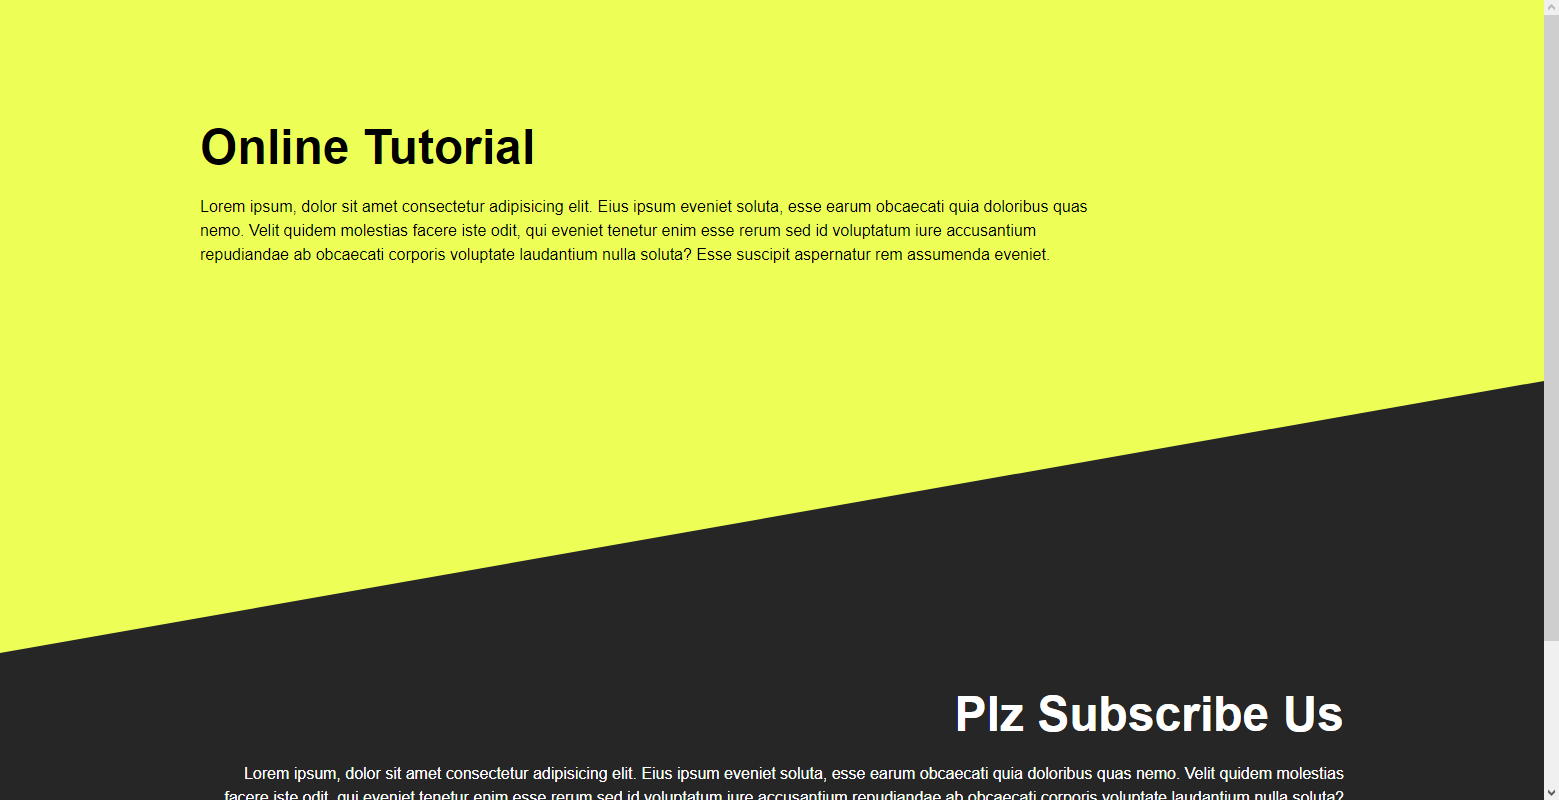 Online Tutorial
Lorem ipsum, dolor sit amet consectetur adipisicing elit. Eius ipsum eveniet soluta, esse earum obcaecati quia doloribus quas
nemo. Velit quidem molestias facere iste odit, qui eveniet tenetur enim esse rerum sed id voluptatum iure accusantium
repudiandae ab obcaecati corporis voluptate laudantium nulla soluta? Esse suscipit aspernatur rem assumenda eveniet.
Plz Subscribe Us
Lorem ipsum, dolor sit amet consectetur adipisicing elit. Eius ipsum eveniet soluta, esse earum obcaecati quia doloribus quas nemo. Velit quidem molestias
facere iste odit, qui eveniet tenetur enim esse rerum sed id voluptatum iure accusantium repudiandae ab obcaecati corporis voluptate laudantium nulla soluta?